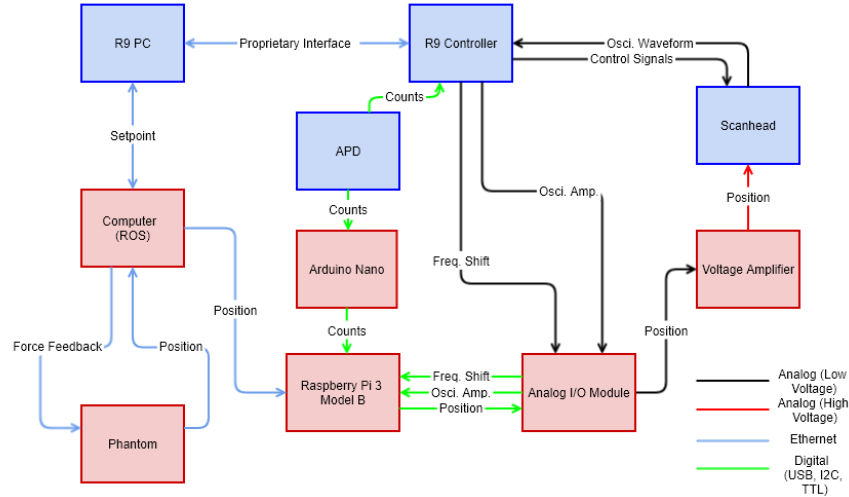 R9 PC
Proprietary Interface
R9 Controller
Osci. Waveform
Control Signals
Counts
Scanhead
Setpoint
APD
Osci. Amp.
Position
Counts
Computer
(ROS)
Arduino Nano
Freq. Shift
Voltage Amplifier
Position
Counts
Position
Force Feedback
Position
Raspberry Pi 3
Model B
Freq. Shift
Osci. Amp.
Position
Analog I/O Module
Phantom
Analog (Low
Voltage)
Analog (High
Voltage)
Ethernet
Digital
(USB, I2C,
TTL)